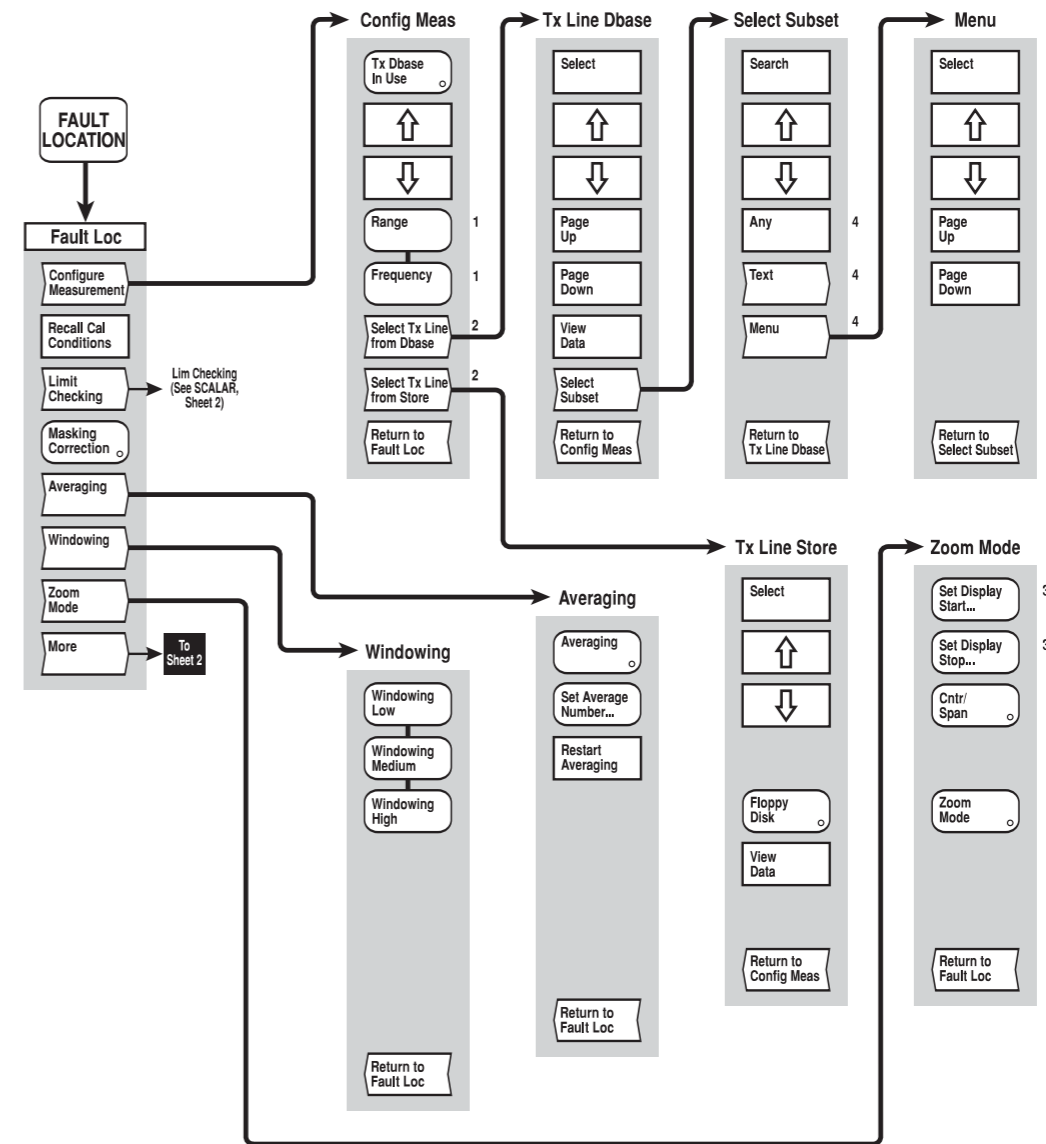 FAULT
LOCATION
Fault Loc
Configure
Measurement
Recall Cal
Conditions
Limit
Checking
Lim Checking
(See SCALAR,
Sheet 2)
Masking
Correction
Averaging
Windowing
Zoom
Mode
More
To
Sheet 2
Config Meas
Tx Dbase
In Use
Range
1
Frequency
1
Select Tx Line
from Dbase
2
Select Tx Line
from Store
2
Return to
Fault Loc
Tx Line Dbase
Select
Page
Up
Page
Down
View
Data
Select
Subset
Return to
Config Meas
Select Subset
Search
Any
4
Text
4
Menu
4
Return to
Tx Line Dbase
Menu
Select
Page
Up
Page
Down
Return to
Select Subset
Windowing
Windowing
Low
Windowing
Medium
Windowing
High
Return to
Fault Loc
Averaging
Averaging
Set Average
Number...
Restart
Averaging
Return to
Fault Loc
Tx Line Store
Select
Floppy
Disk
View
Data
Return to
Config Meas
Zoom Mode
Set Display
Start...
3
Set Display
Stop...
3
Cntr/
Span
Zoom
Mode
Return to
Fault Loc